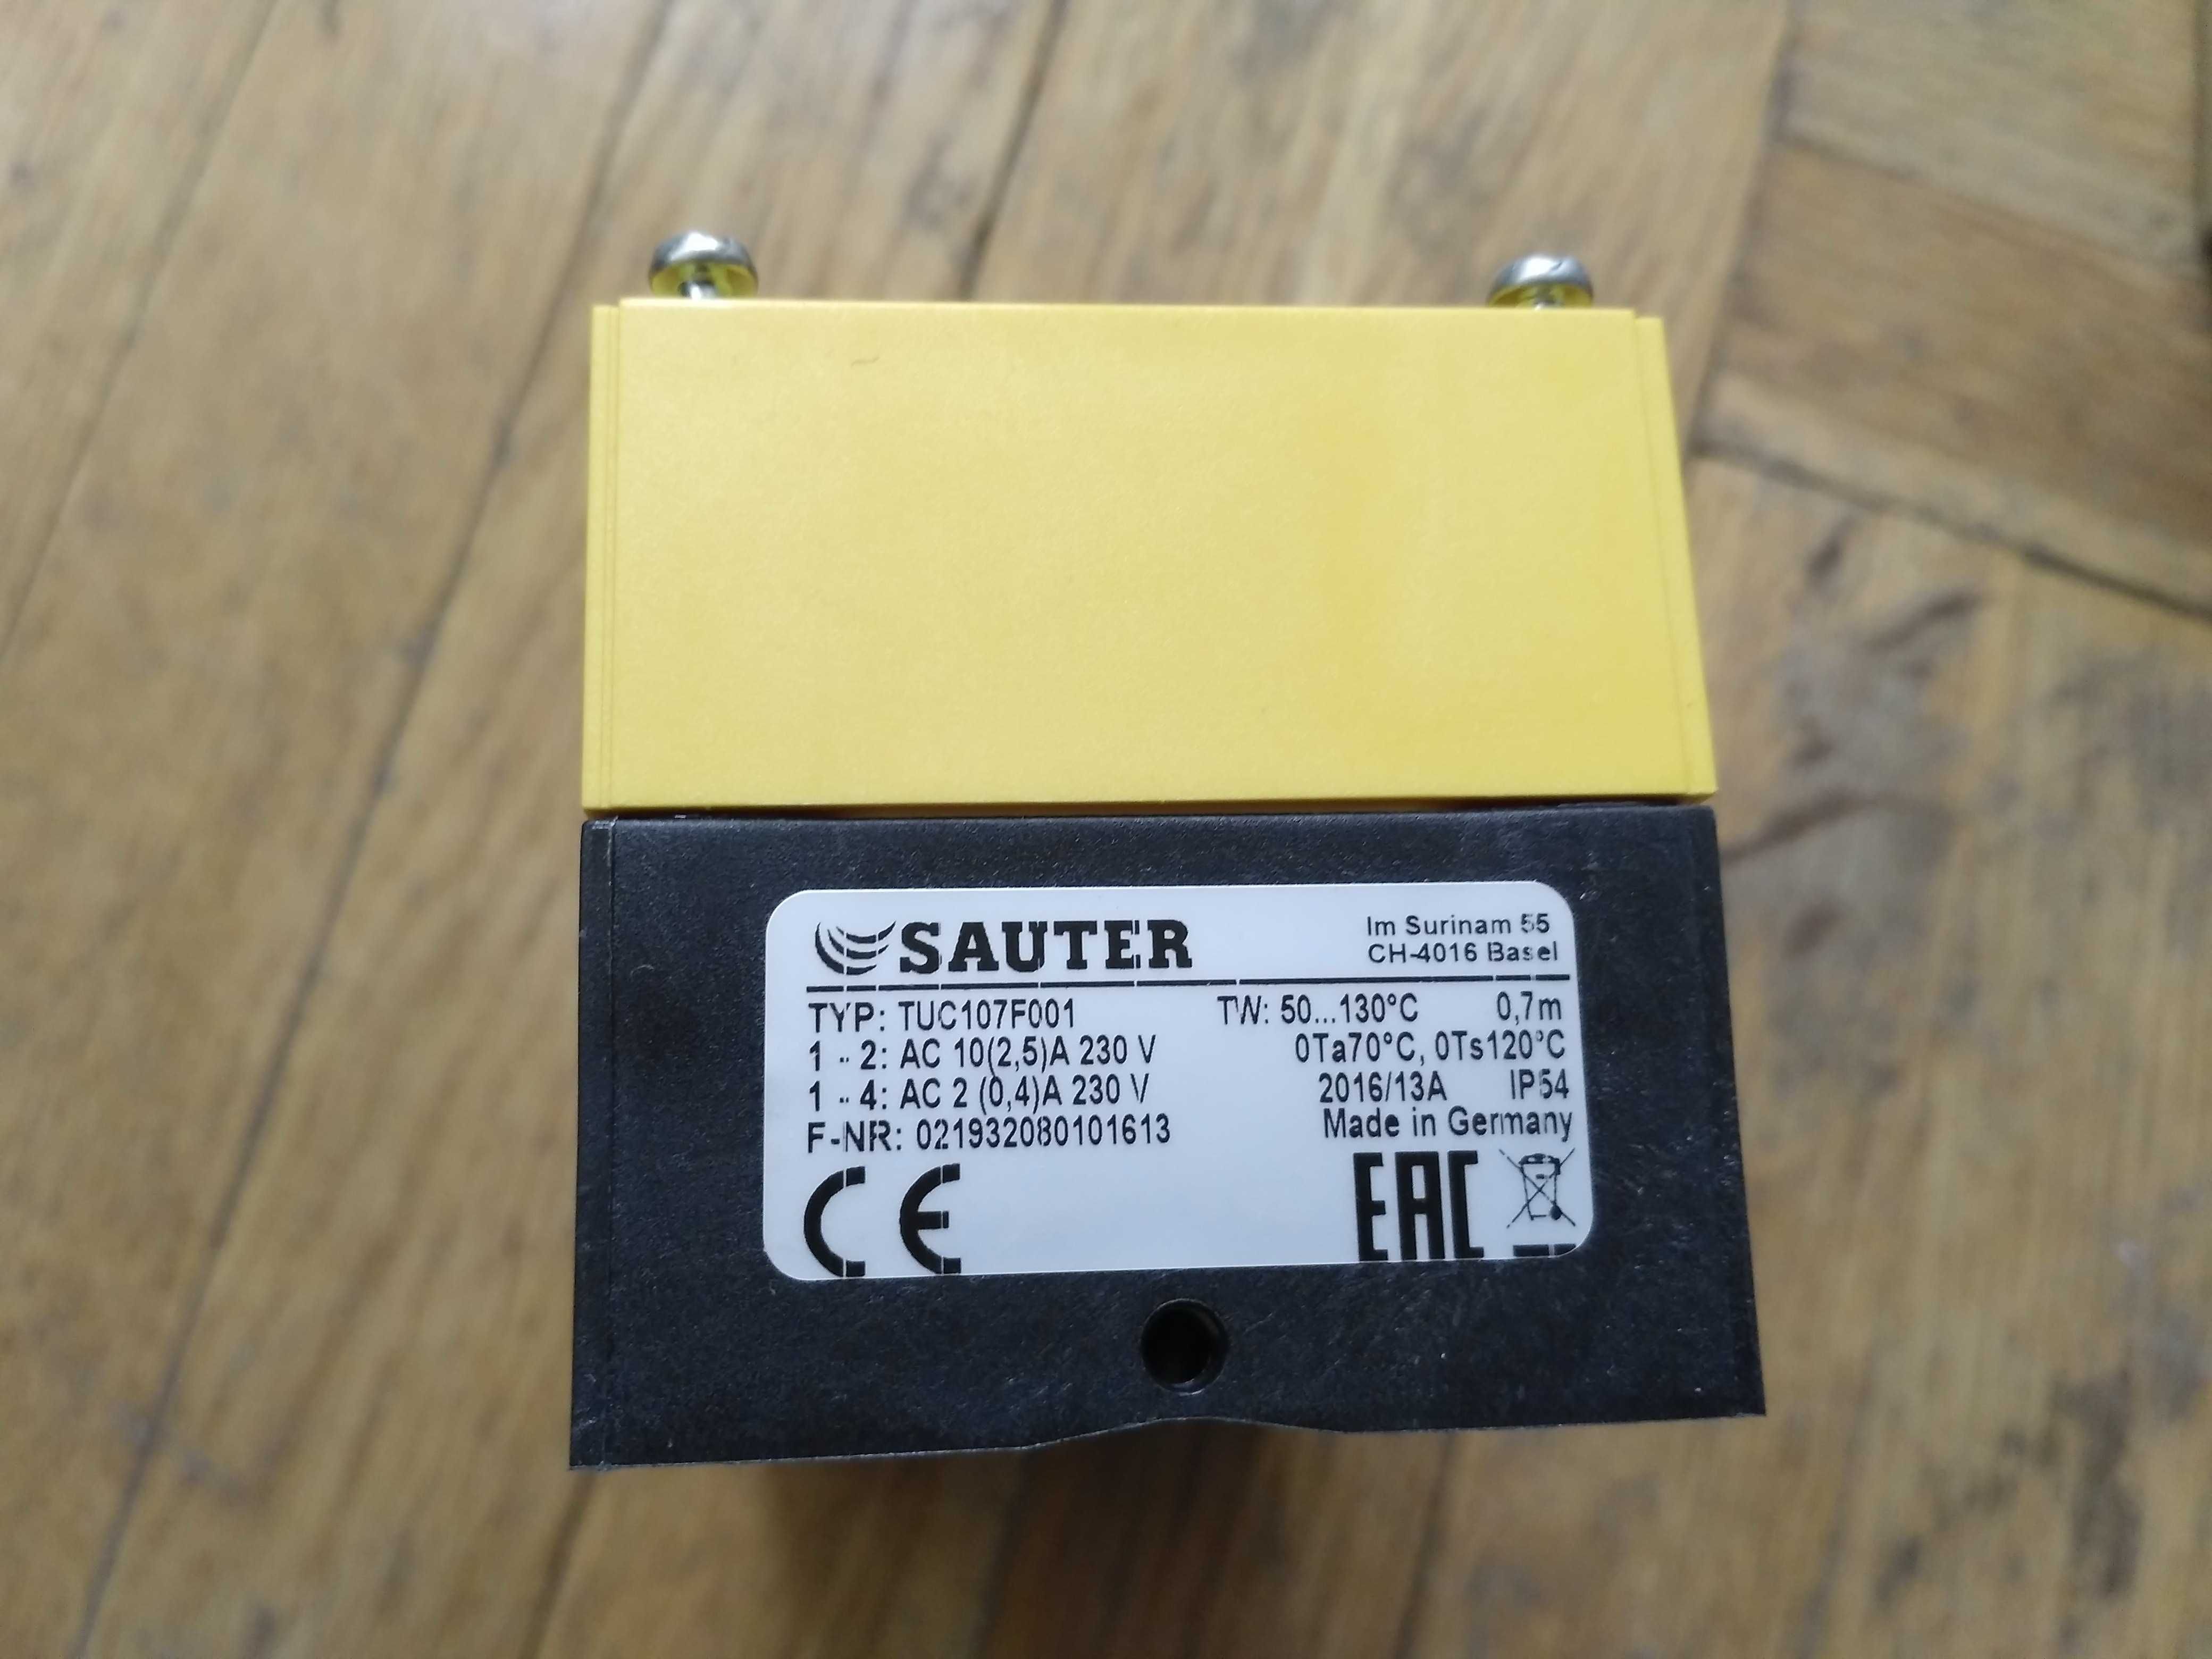 SAUTER
Im Surinam 55
CH-4016 Basel
TYP: TUC107F001 TW: 50...130°C 0,7m
1 - 2: AC 10(2,5)A 230 V 0Ta70°C, 0Ts120°C
1 - 4: AC 2 (0,4)A 230 V 2016/13A IP54
F-NR: 021932080101613 Made in Germany
CE EAC